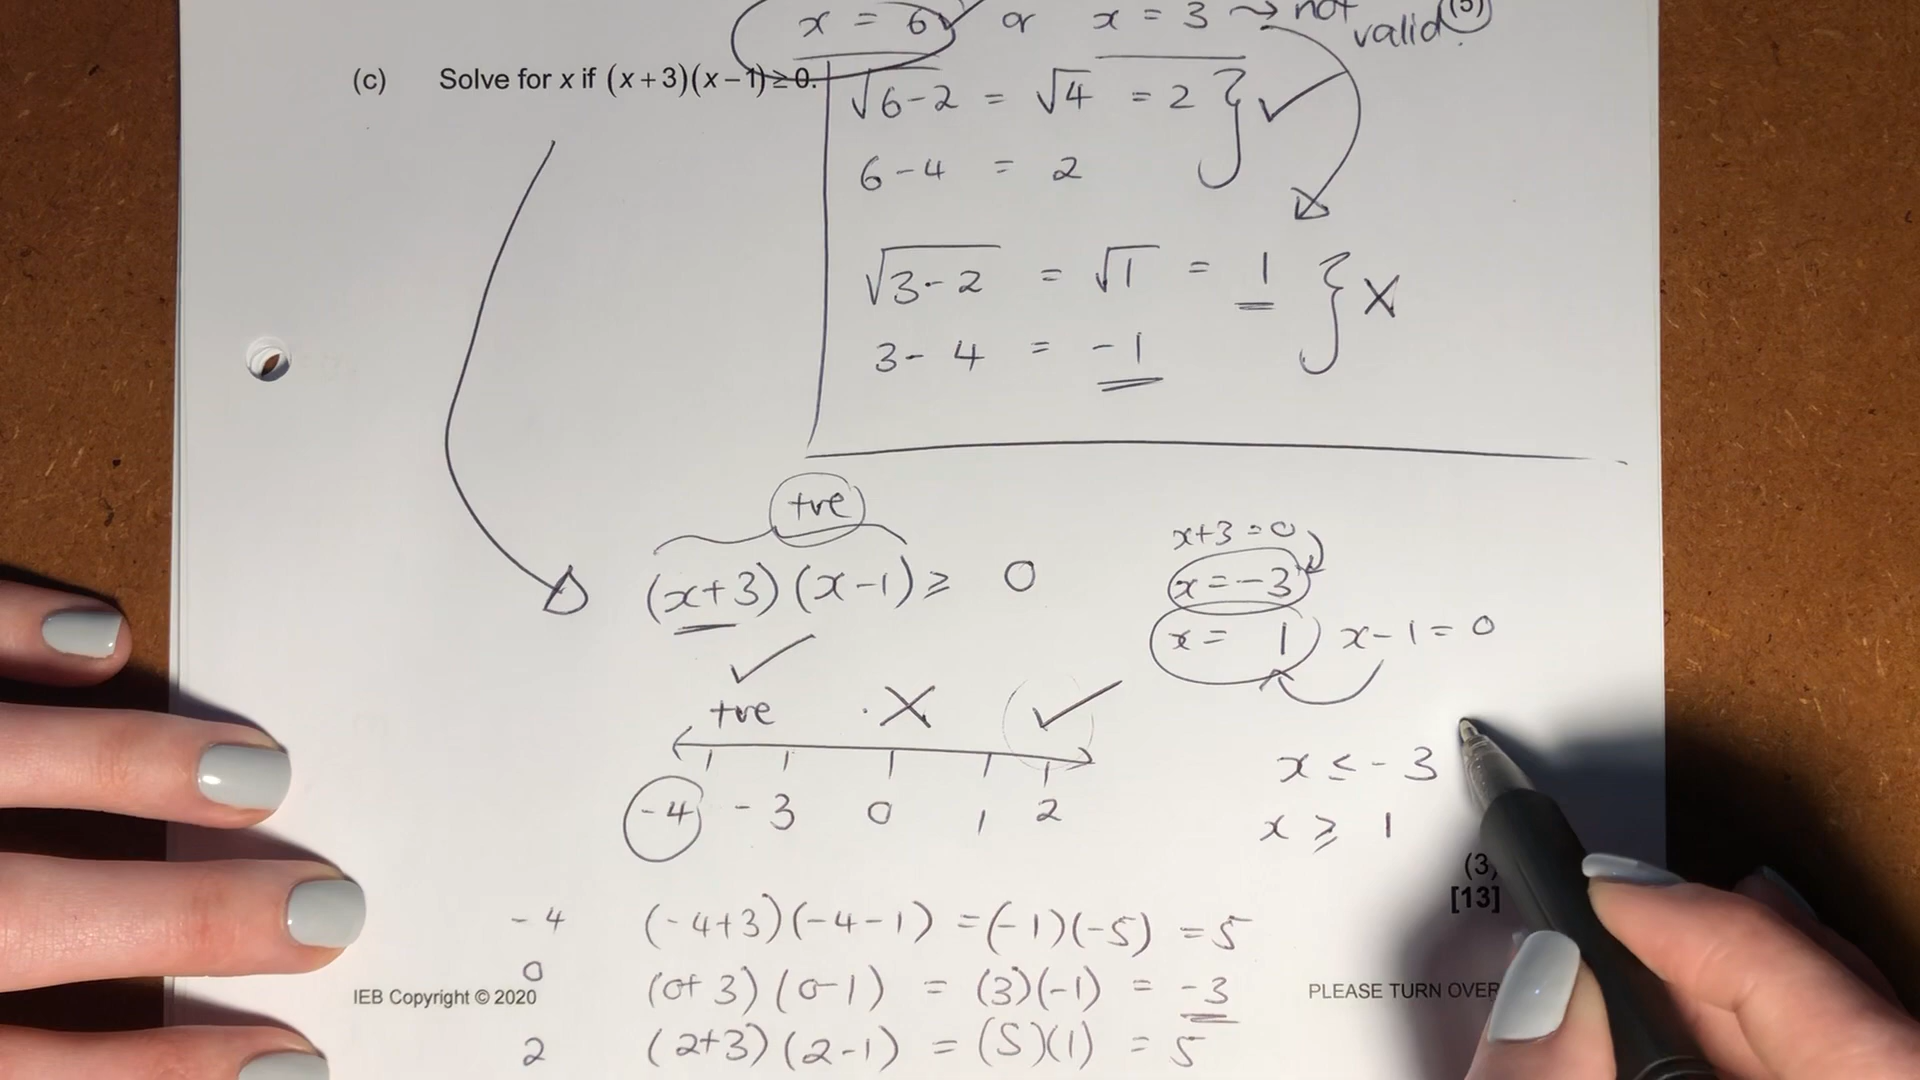 x = 6 ✓ or x = 3 → not valid. (5)
(c) Solve for x if (x+3)(x−1)≥0.
√6-2 = √4 = 2 } ✓
6-4 = 2
√3-2 = √1 = 1 } X
3-4 = -1
+ve
x+3 = 0
(x+3)(x-1) ≥ 0
x = -3
x = 1 x-1 = 0
✓ X ✓
+ve
-4 -3 0 1 2
x ≤ -3
x ≥ 1
(3)
[13]
-4 (-4+3)(-4-1) = (-1)(-5) = 5
0 (0+3)(0-1) = (3)(-1) = -3
IEB Copyright © 2020
PLEASE TURN OVER
2 (2+3)(2-1) = (5)(1) = 5